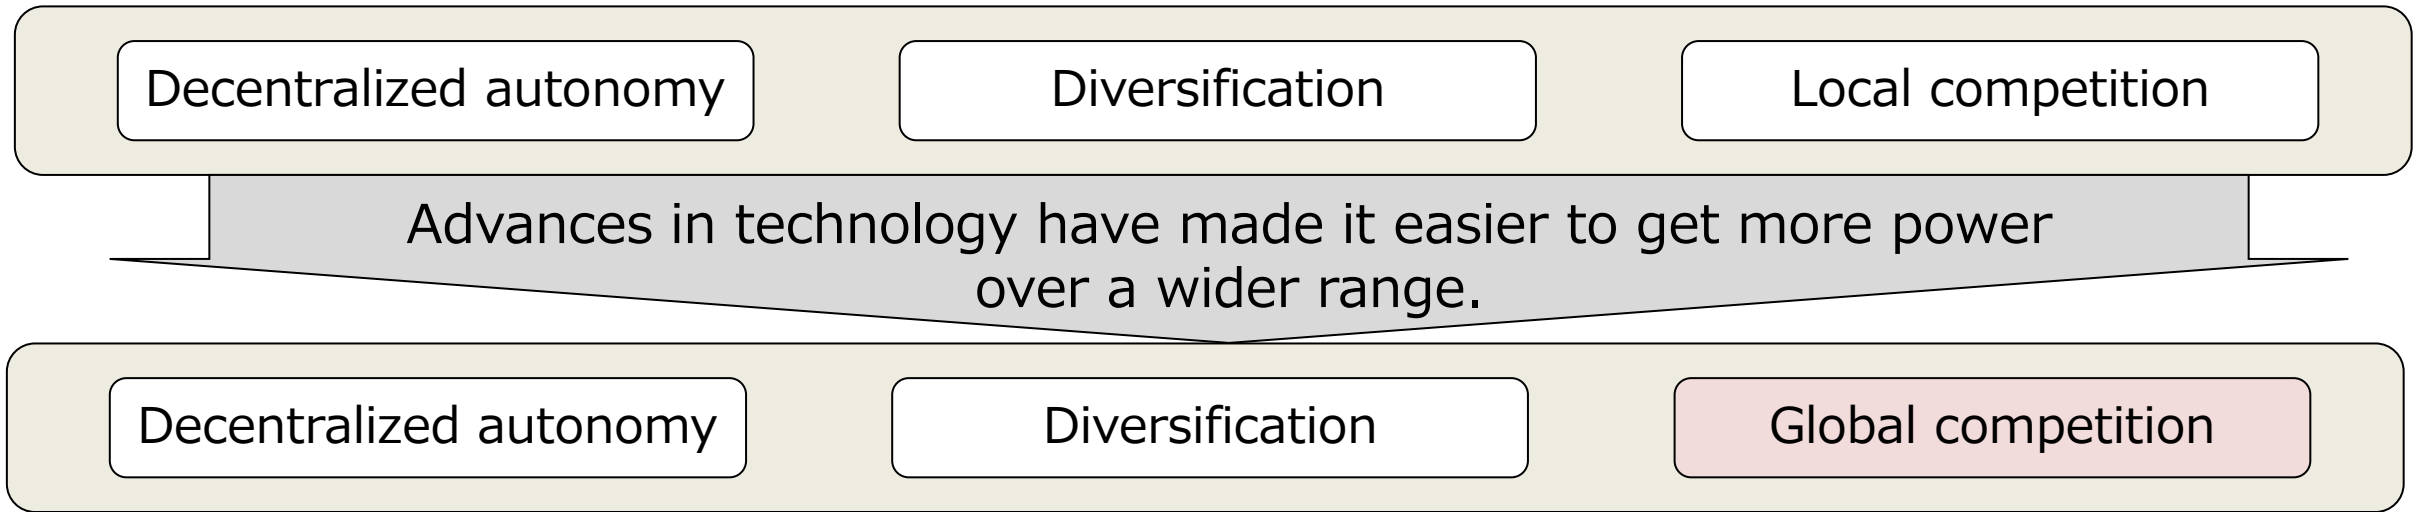 Decentralized autonomy
Diversification
Local competition
Advances in technology have made it easier to get more power
over a wider range.
Decentralized autonomy
Diversification
Global competition